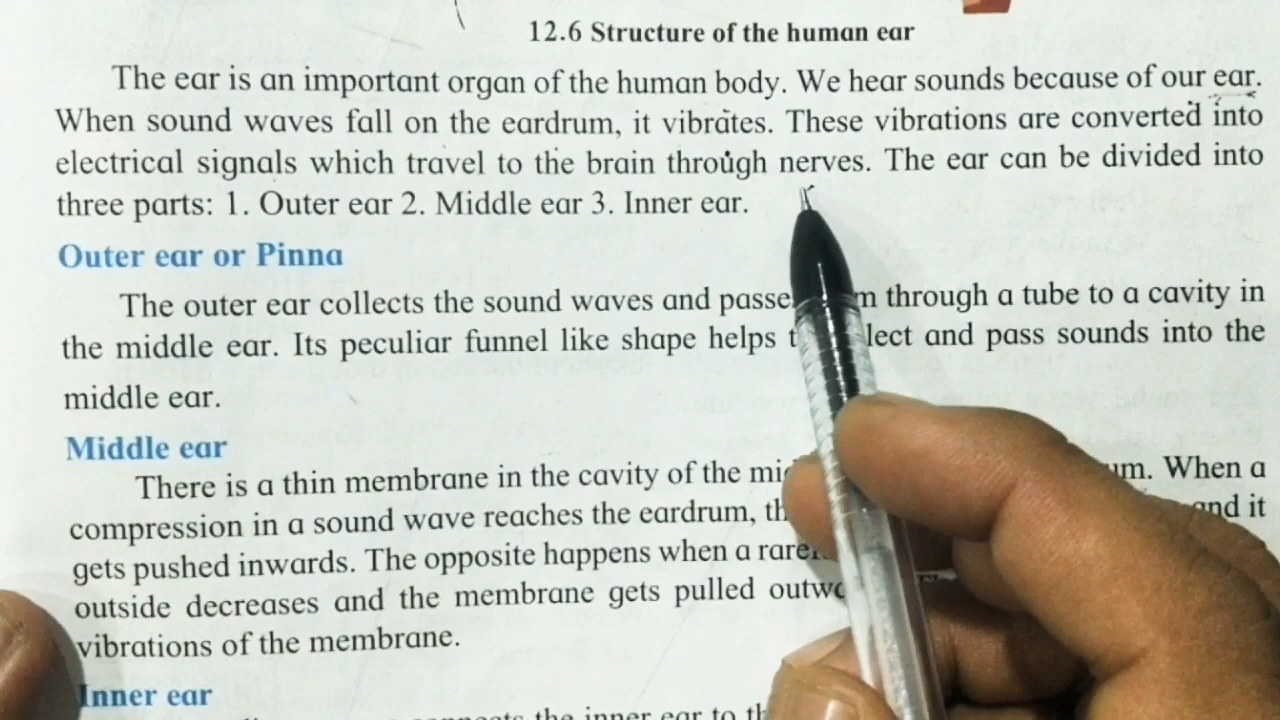 12.6 Structure of the human ear
The ear is an important organ of the human body. We hear sounds because of our ear.
When sound waves fall on the eardrum, it vibrates. These vibrations are converted into
electrical signals which travel to the brain through nerves. The ear can be divided into
three parts: 1. Outer ear 2. Middle ear 3. Inner ear.
Outer ear or Pinna
The outer ear collects the sound waves and through a tube to a cavity in
the middle ear. Its peculiar funnel like shape helps and pass sounds into the
middle ear.
Middle ear
There is a thin membrane in the cavity of the When a
compression in a sound wave reaches the eardrum, and it
gets pushed inwards. The opposite happens when a
outside decreases and the membrane gets pulled
vibrations of the membrane.
Inner ear
the inner ear to